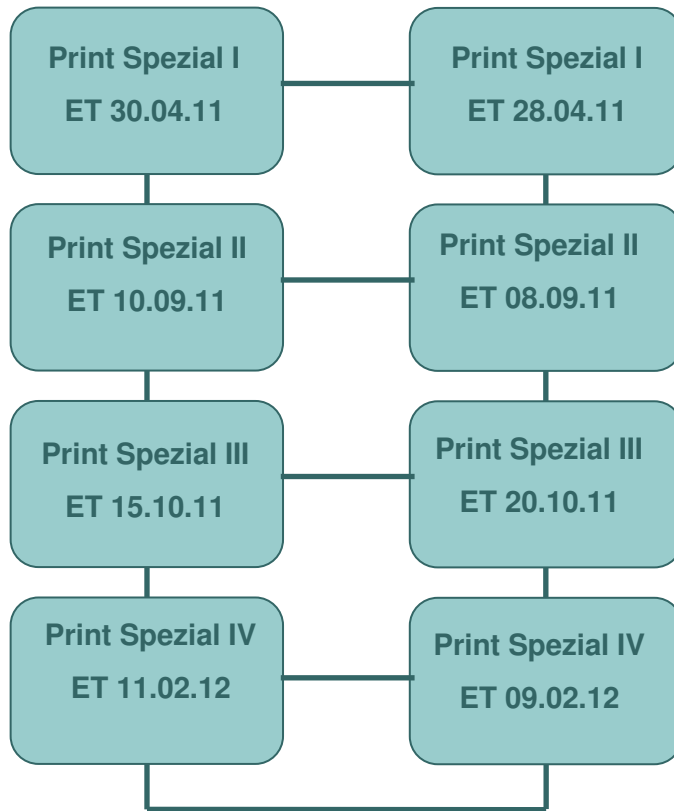 Print Spezial I
ET 30.04.11
Print Spezial I
ET 28.04.11
Print Spezial II
ET 10.09.11
Print Spezial II
ET 08.09.11
Print Spezial III
ET 15.10.11
Print Spezial III
ET 20.10.11
Print Spezial IV
ET 11.02.12
Print Spezial IV
ET 09.02.12